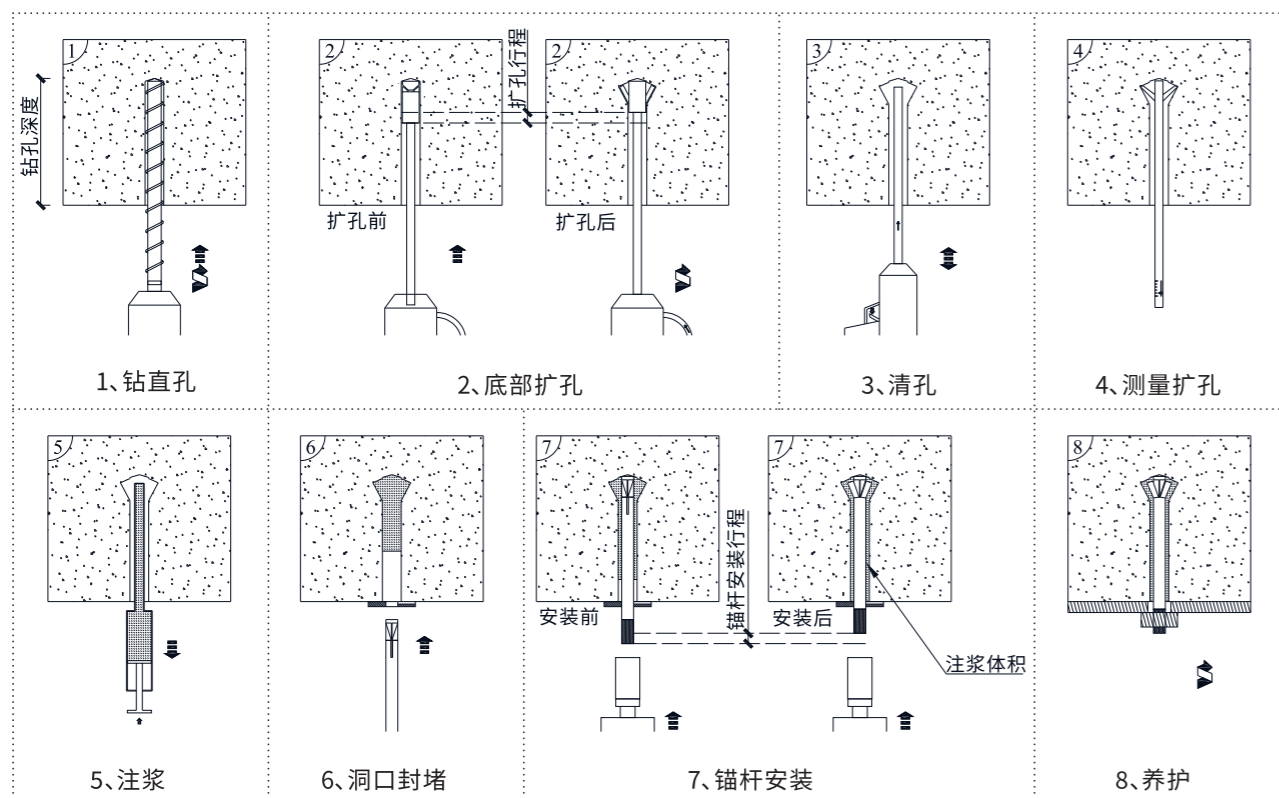 1
钻孔深度
1、钻直孔
2
扩孔前
扩孔行程
2
扩孔后
2、底部扩孔
3
3、清孔
4
4、测量扩孔
5
5、注浆
6
6、洞口封堵
7
安装前
锚杆安装行程
7
安装后
注浆体积
7、锚杆安装
8
8、养护